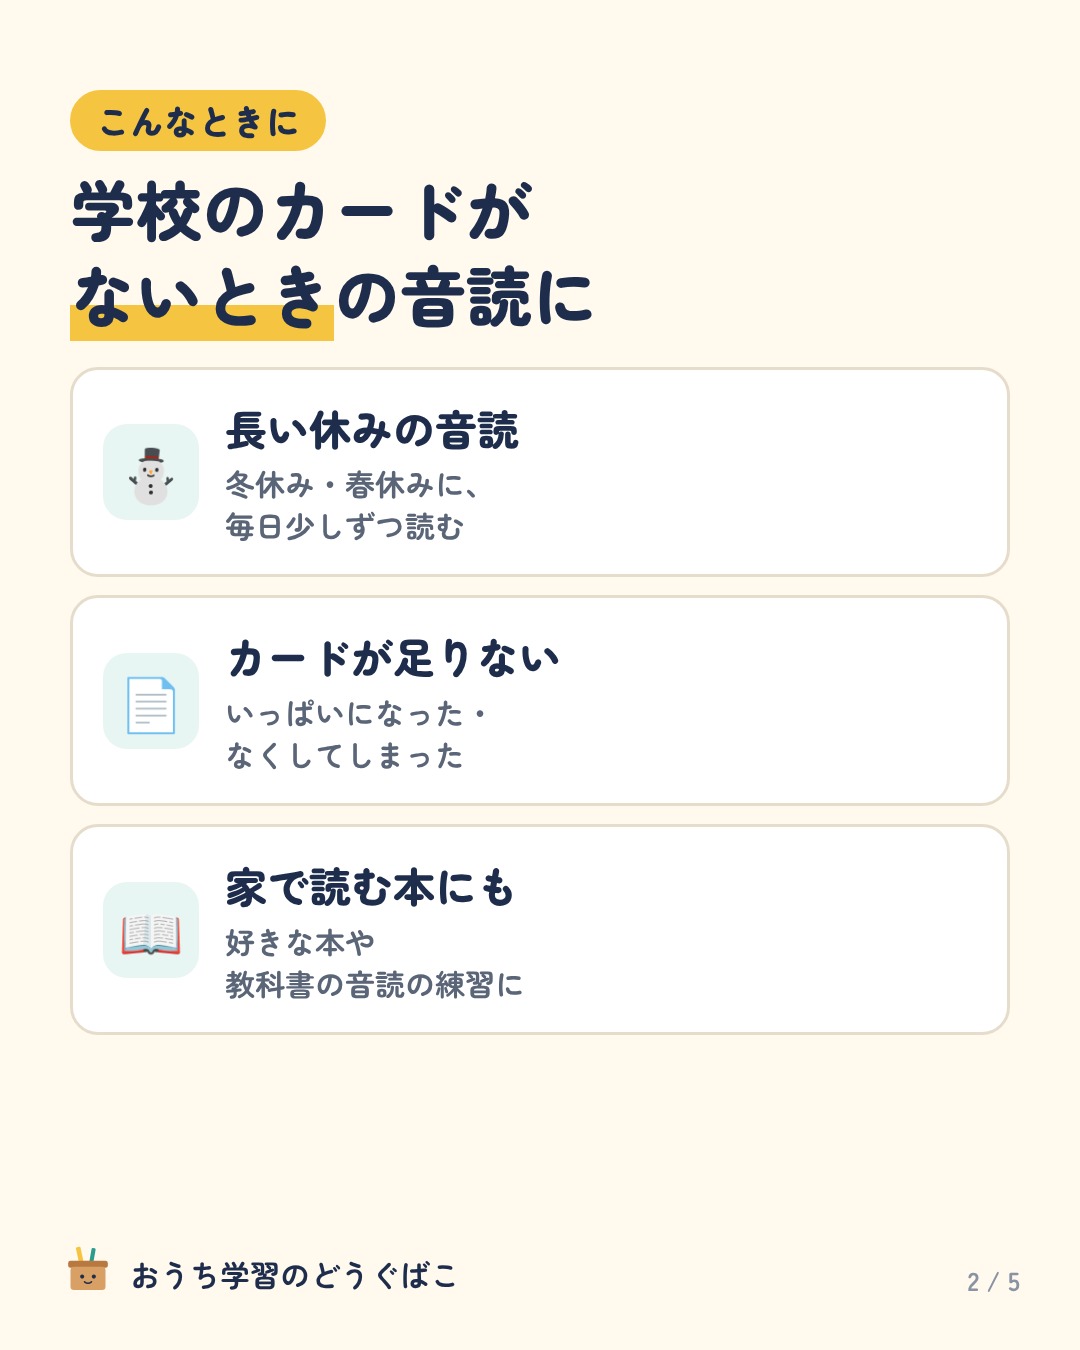 こんなときに
学校のカードが
ないときの音読に
長い休みの音読
冬休み・春休みに、
毎日少しずつ読む
カードが足りない
いっぱいになった・
なくしてしまった
家で読む本にも
好きな本や
教科書の音読の練習に
おうち学習のどうぐばこ
2 / 5